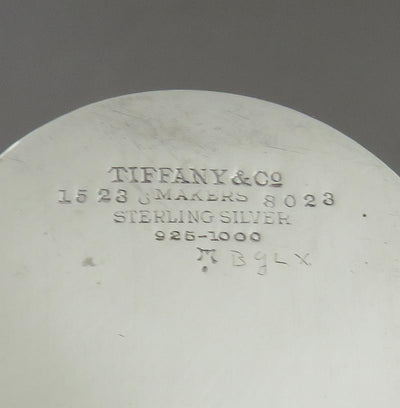 TIFFANY & Co
1523 MAKERS 8023
STERLING SILVER
925-1000
M